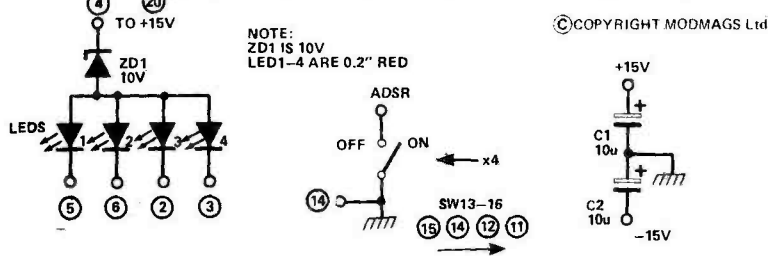 4 20
TO +15V
ZD1
10V
LEDS
1 2 3 4
5 6 2 3
NOTE:
ZD1 IS 10V
LED1–4 ARE 0.2" RED
ADSR
OFF ON
x4
14
SW13–16
15 14 12 11
© COPYRIGHT MODMAGS Ltd
+15V
+
C1
10u
+
C2
10u
–15V